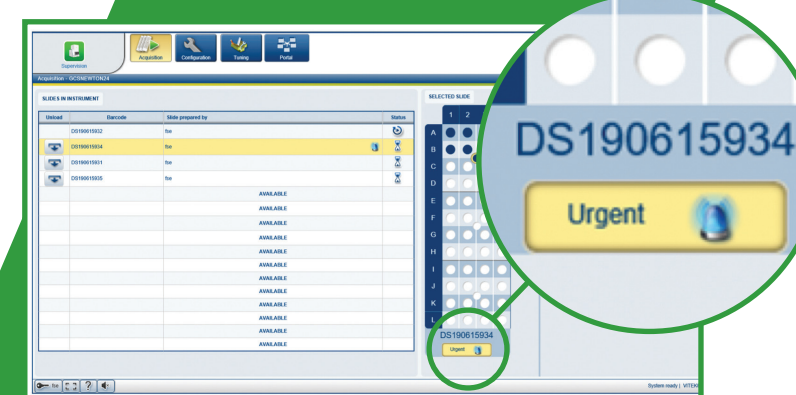 Supervision
Acquisition
Configuration
Tuning
Portal
Acquisition - GCSNEWTON24
SLIDES IN INSTRUMENT
Unload Barcode Slide prepared by Status
DS190615932 fse
DS190615934 fse
DS190615931 fse
DS190615935 fse
AVAILABLE
AVAILABLE
AVAILABLE
AVAILABLE
AVAILABLE
AVAILABLE
AVAILABLE
AVAILABLE
AVAILABLE
AVAILABLE
AVAILABLE
SELECTED SLIDE
1 2
A
B
C
D
E
F
G
H
I
J
K
L
DS190615934
Urgent
DS190615934
Urgent
fse
?
System ready | VITEK